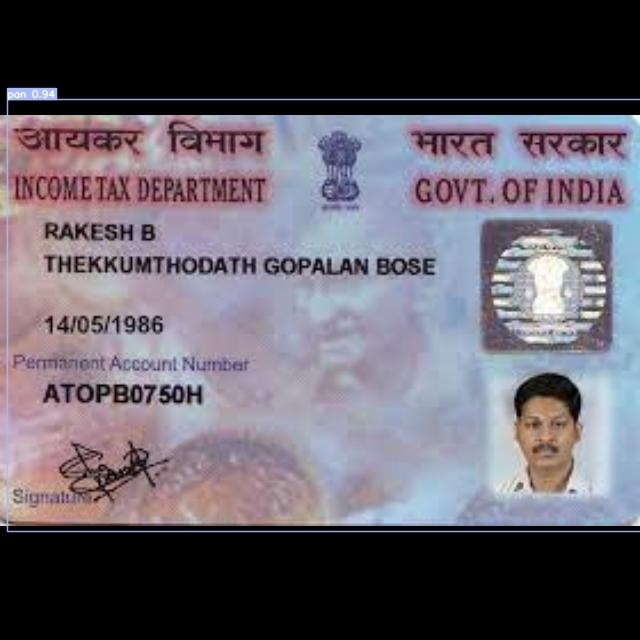 pan 0.94
आयकर विभाग भारत सरकार
INCOME TAX DEPARTMENT GOVT. OF INDIA
RAKESH B
THEKKUMTHODATH GOPALAN BOSE
14/05/1986
Permanent Account Number
ATOPB0750H
Signature